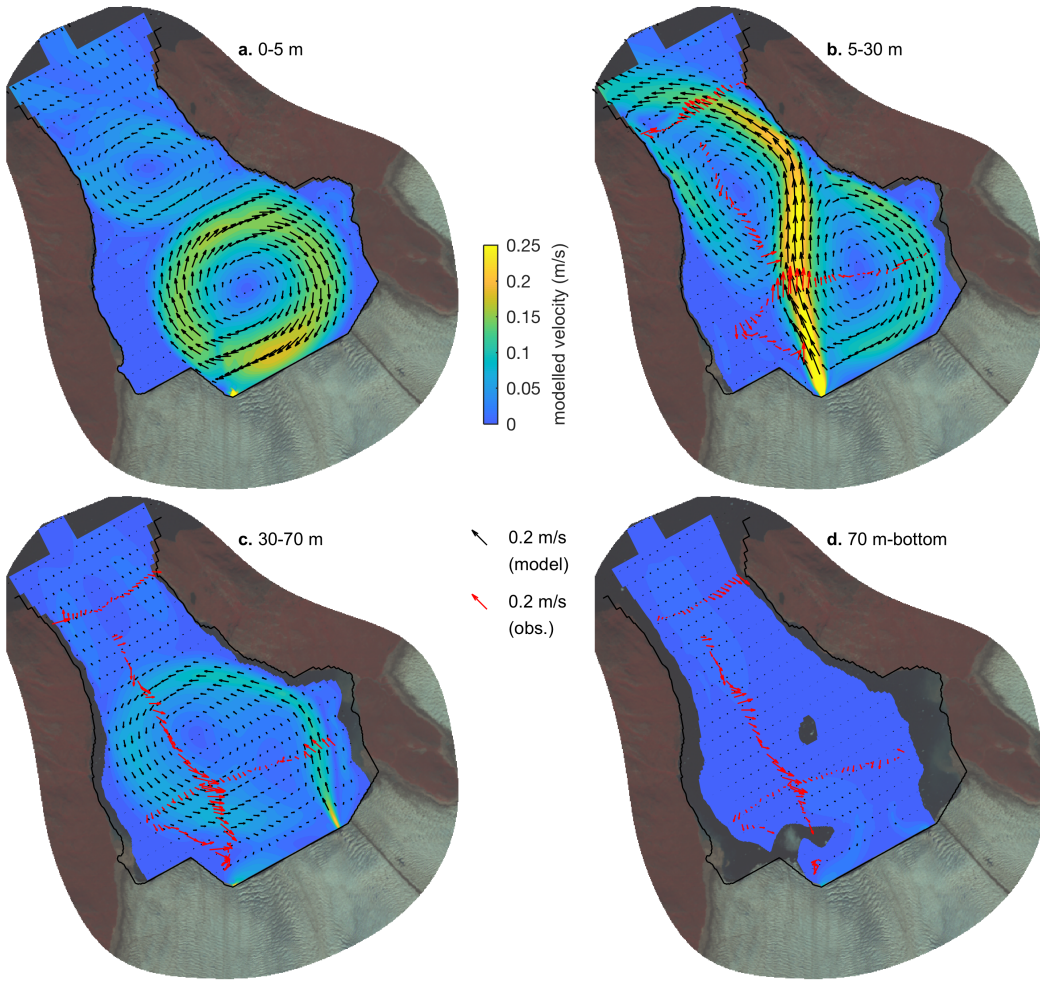 a. 0-5 m
b. 5-30 m
0.25
0.2
0.15
0.1
0.05
0
modelled velocity (m/s)
c. 30-70 m
0.2 m/s
(model)
0.2 m/s
(obs.)
d. 70 m-bottom